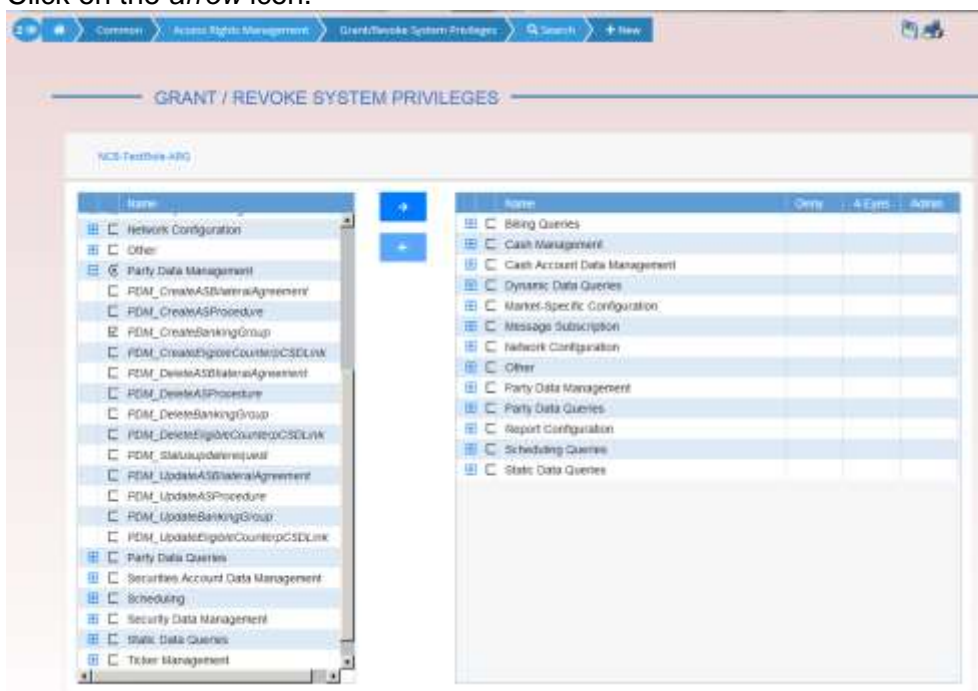 Click on the arrow icon.
Common Access Rights Management Grant/Revoke System Privileges Search + New
GRANT / REVOKE SYSTEM PRIVILEGES
NCB-TestRole-ARG
Name
Network Configuration
Other
Party Data Management
PDM_CreateASBilateralAgreement
PDM_CreateASProcedure
PDM_CreateBankingGroup
PDM_CreateEligibleCounterpCSDLink
PDM_DeleteASBilateralAgreement
PDM_DeleteASProcedure
PDM_DeleteBankingGroup
PDM_DeleteEligibleCounterpCSDLink
PDM_Statusupdaterequest
PDM_UpdateASBilateralAgreement
PDM_UpdateASProcedure
PDM_UpdateBankingGroup
PDM_UpdateEligibleCounterpCSDLink
Party Data Queries
Securities Account Data Management
Scheduling
Security Data Management
Static Data Queries
Ticker Management
Name Deny 4 Eyes Admin
Billing Queries
Cash Management
Cash Account Data Management
Dynamic Data Queries
Market-Specific Configuration
Message Subscription
Network Configuration
Other
Party Data Management
Party Data Queries
Report Configuration
Scheduling Queries
Static Data Queries